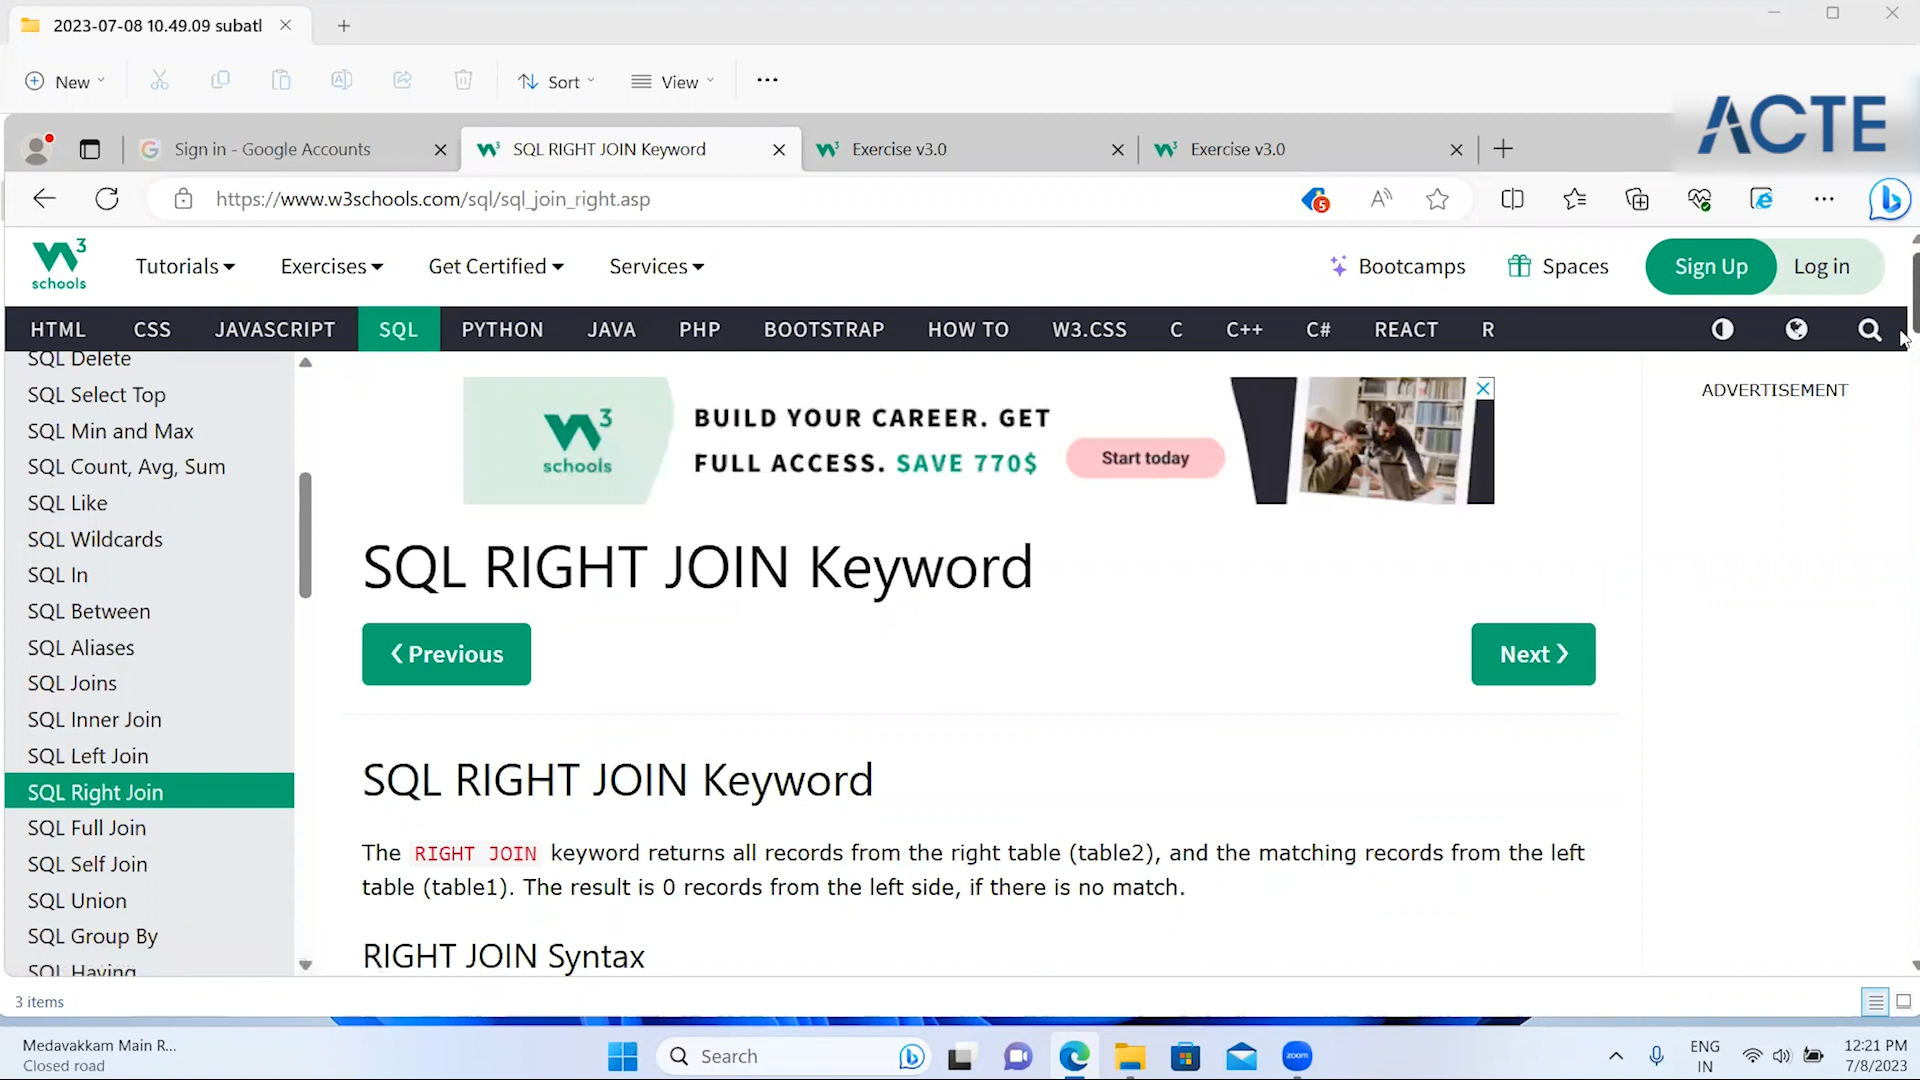 2023-07-08 10.49.09 subatl
New
Sort
View
ACTE
Sign in - Google Accounts
SQL RIGHT JOIN Keyword
Exercise v3.0
Exercise v3.0
https://www.w3schools.com/sql/sql_join_right.asp
5
W3 schools
Tutorials
Exercises
Get Certified
Services
Bootcamps
Spaces
Sign Up
Log in
HTML
CSS
JAVASCRIPT
SQL
PYTHON
JAVA
PHP
BOOTSTRAP
HOW TO
W3.CSS
C
C++
C#
REACT
R
SQL Delete
SQL Select Top
SQL Min and Max
SQL Count, Avg, Sum
SQL Like
SQL Wildcards
SQL In
SQL Between
SQL Aliases
SQL Joins
SQL Inner Join
SQL Left Join
SQL Right Join
SQL Full Join
SQL Self Join
SQL Union
SQL Group By
SQL Having
W3 schools
BUILD YOUR CAREER. GET
FULL ACCESS. SAVE 770$
Start today
ADVERTISEMENT
SQL RIGHT JOIN Keyword
❮ Previous
Next ❯
SQL RIGHT JOIN Keyword
The RIGHT JOIN keyword returns all records from the right table (table2), and the matching records from the left
table (table1). The result is 0 records from the left side, if there is no match.
RIGHT JOIN Syntax
3 items
Medavakkam Main R...
Closed road
Search
zoom
ENG
IN
12:21 PM
7/8/2023